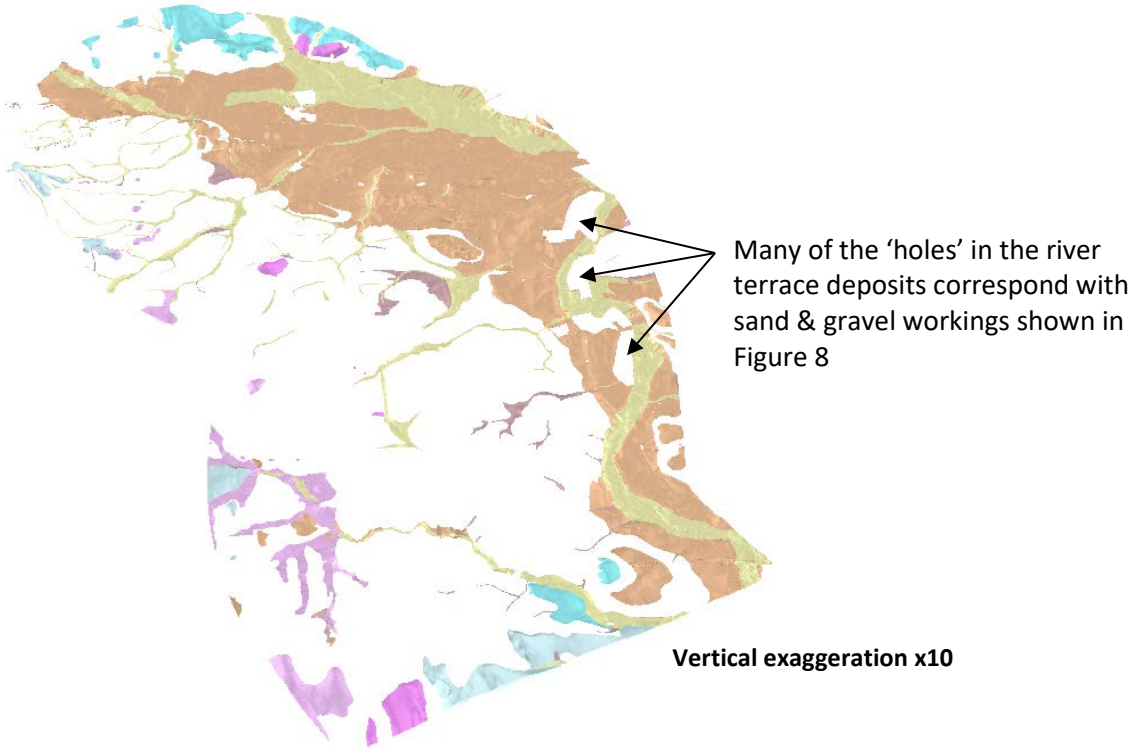 Many of the ‘holes’ in the river
terrace deposits correspond with
sand & gravel workings shown in
Figure 8
Vertical exaggeration x10